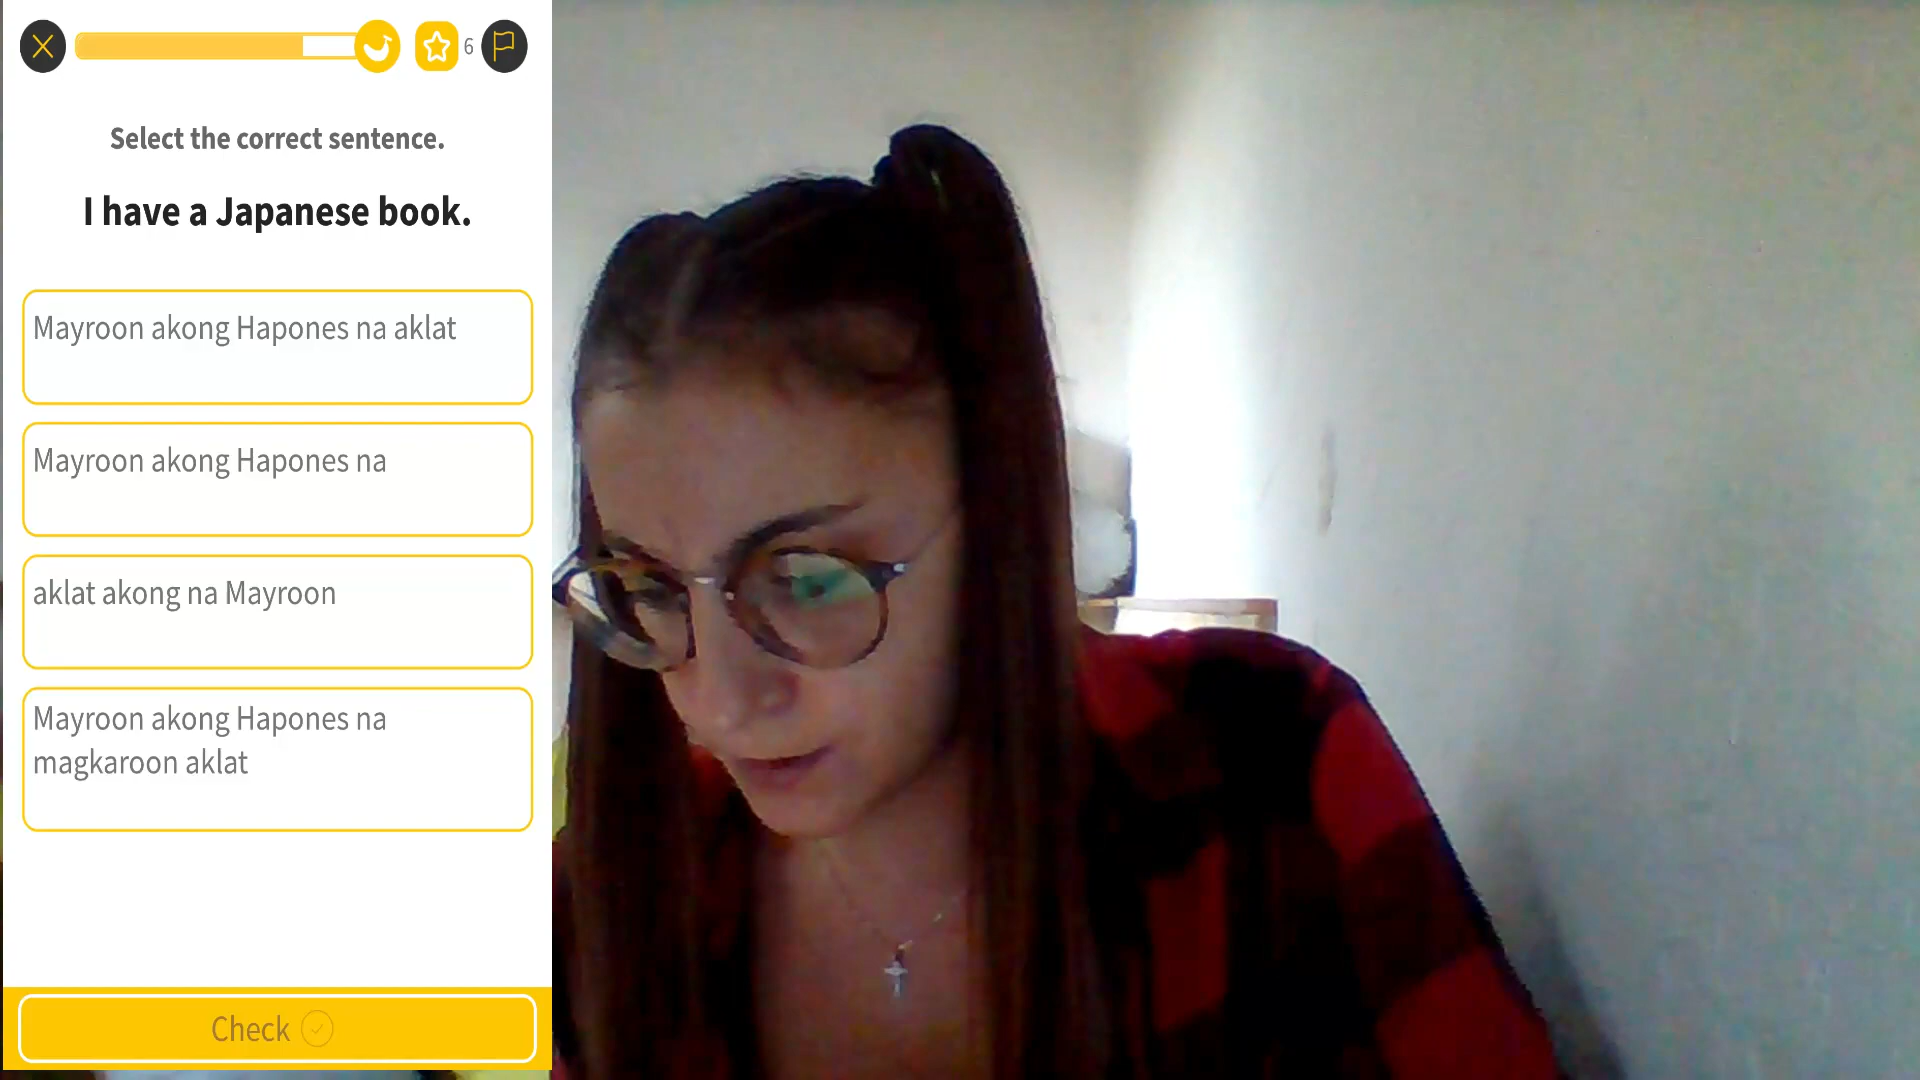 6
Select the correct sentence.
I have a Japanese book.
Mayroon akong Hapones na aklat
Mayroon akong Hapones na
aklat akong na Mayroon
Mayroon akong Hapones na
magkaroon aklat
Check